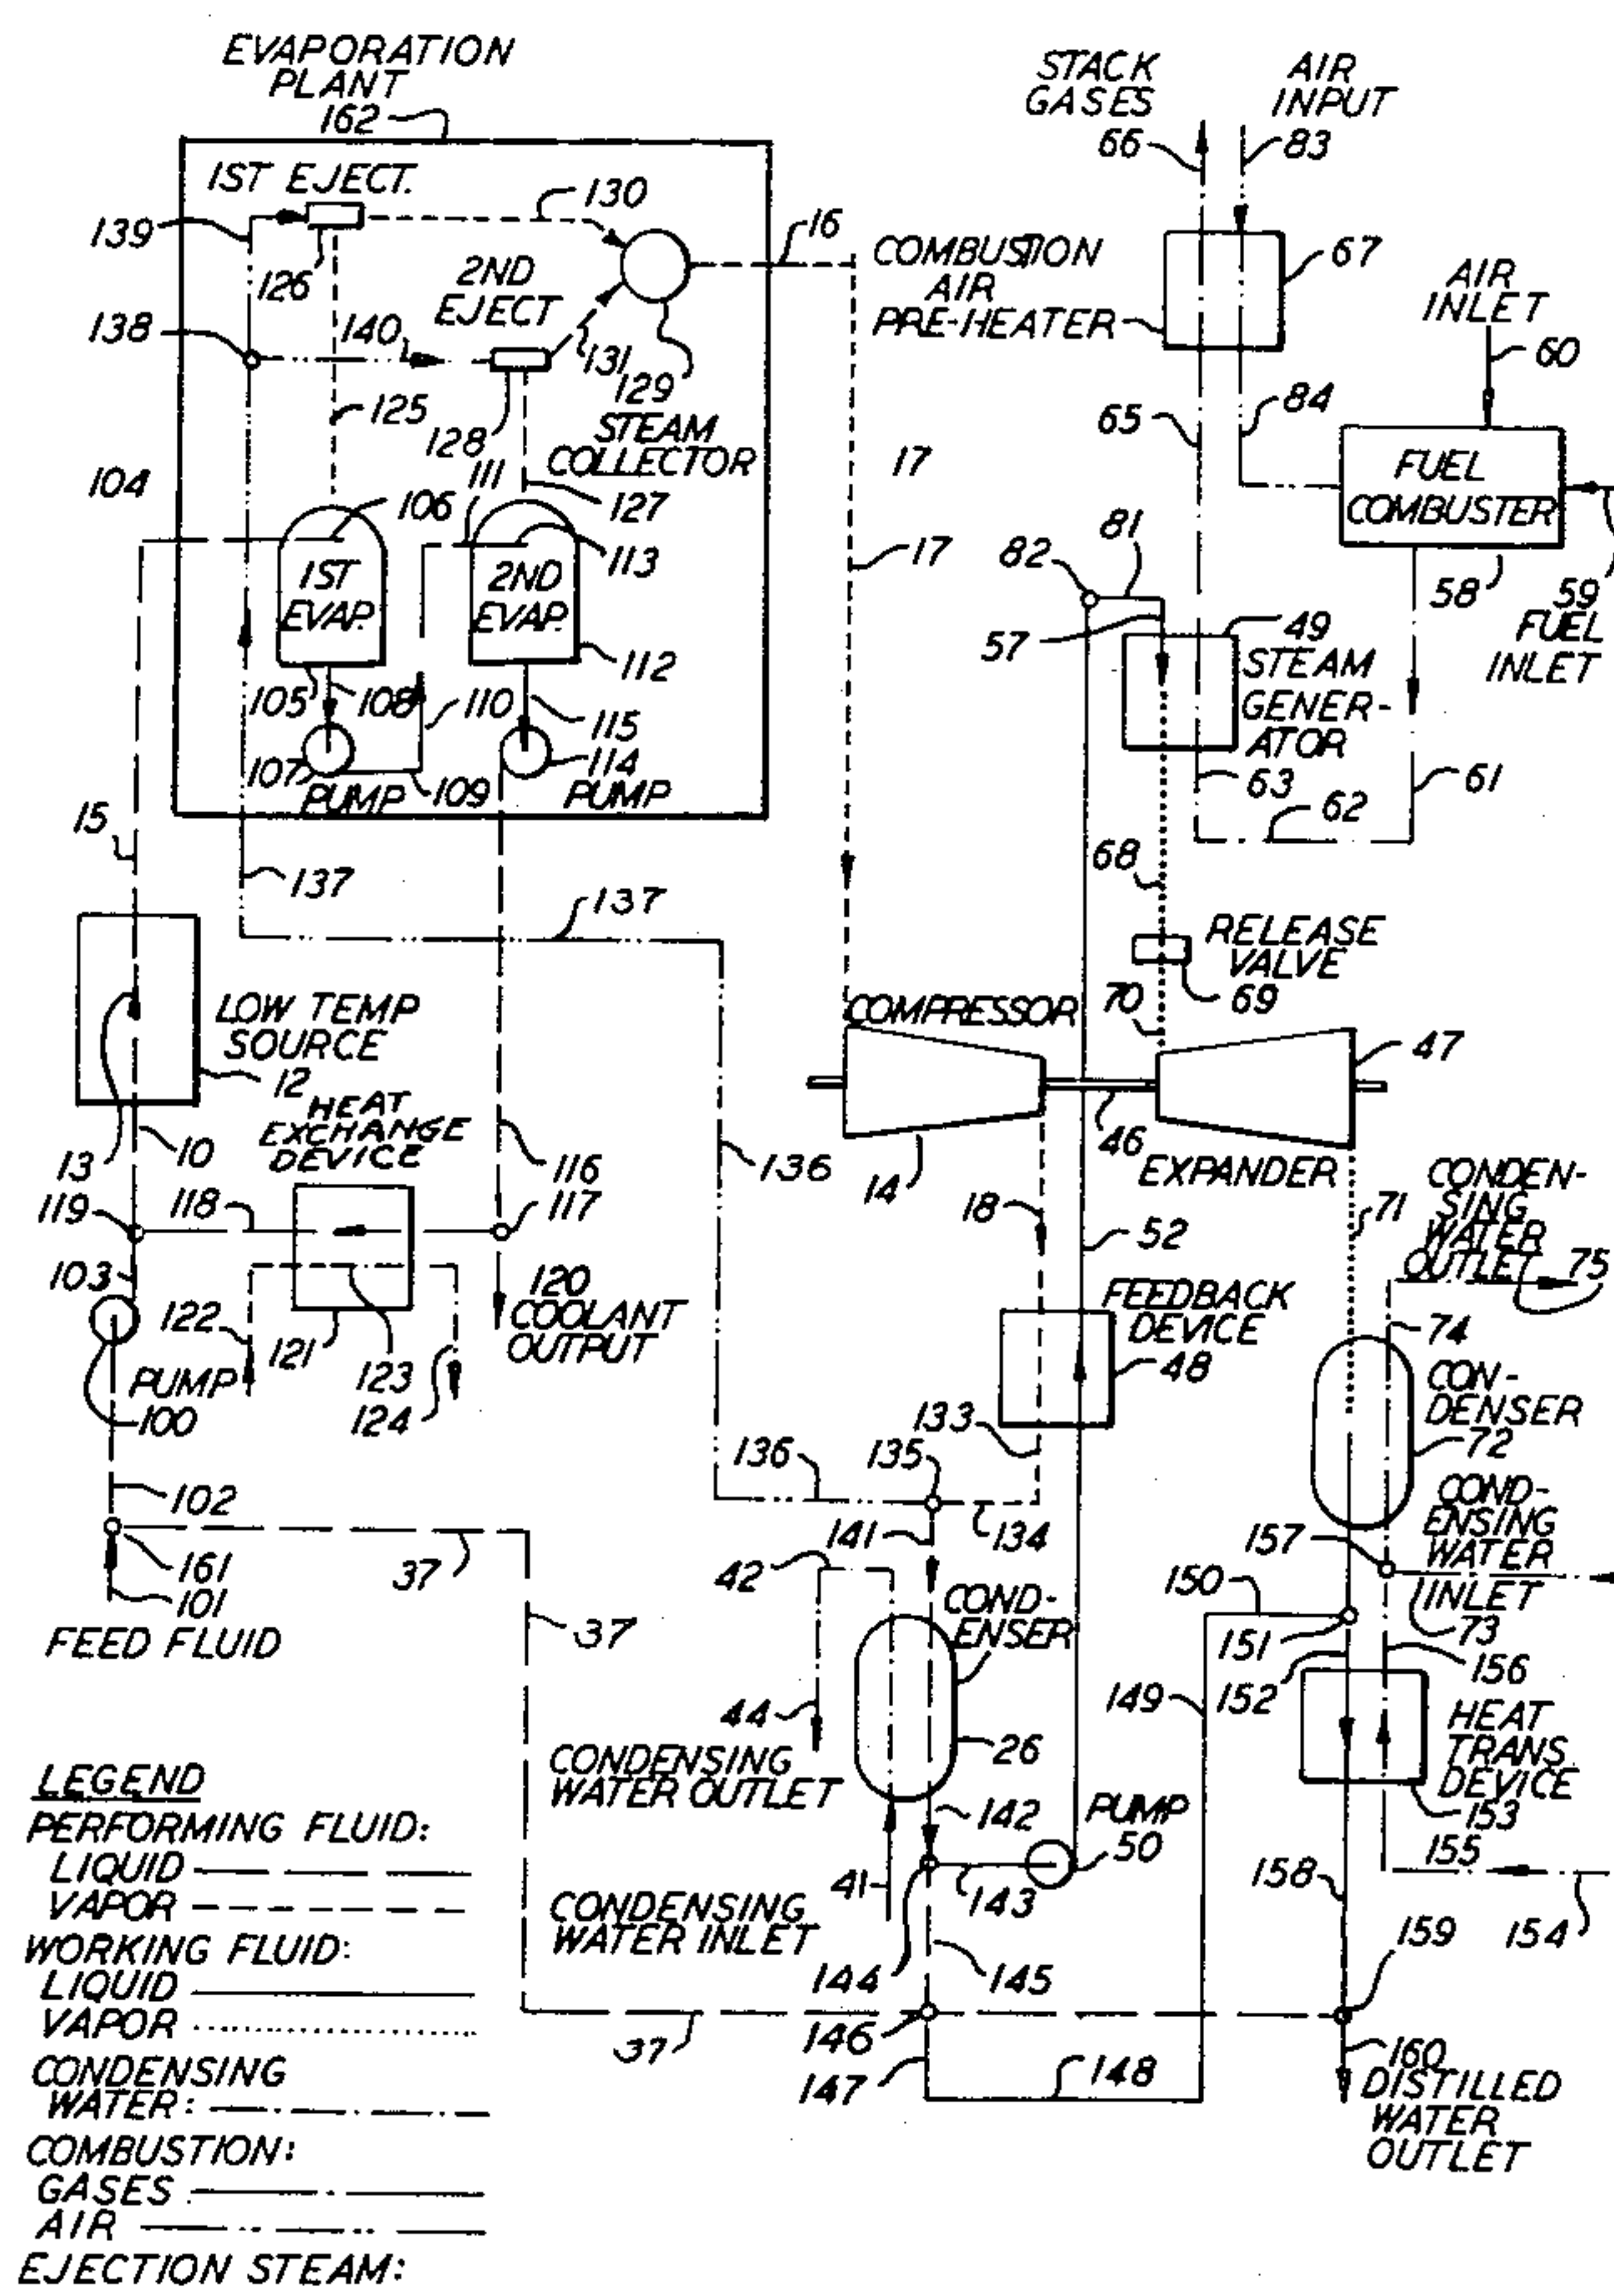 EVAPORATION
PLANT
162
1ST EJECT.
130
139
126
2ND
EJECT
16
138
140
131
129
STEAM
COLLECTOR
125
128
111
127
104
106
113
1ST
EVAP.
2ND
EVAP.
112
105
108
110
115
107
PUMP
109
114
PUMP
15
137
137
LOW TEMP
SOURCE
12
13
10
HEAT
EXCHANGE
DEVICE
116
136
119
118
117
103
122
121
123
124
120
COOLANT
OUTPUT
PUMP
100
102
161
101
FEED FLUID
37
37
37
STACK
GASES
66
AIR
INPUT
83
COMBUSTION
AIR
PRE-HEATER
67
AIR
INLET
60
65
84
FUEL
COMBUSTER
58
59
FUEL
INLET
17
17
82
81
57
49
STEAM
GENER-
ATOR
63
62
61
68
RELEASE
VALVE
69
70
COMPRESSOR
47
14
46
EXPANDER
18
52
71
CONDEN-
SING
WATER
OUTLET
75
FEEDBACK
DEVICE
48
74
CON-
DENSER
72
133
136
135
134
141
42
COND-
ENSER
44
26
CONDENSING
WATER OUTLET
142
PUMP
50
41
143
CONDENSING
WATER INLET
144
145
146
147
148
149
150
151
152
157
COND-
ENSING
WATER
INLET
73
156
HEAT
TRANS
DEVICE
153
155
154
158
159
160
DISTILLED
WATER
OUTLET
LEGEND
PERFORMING FLUID:
LIQUID
VAPOR
WORKING FLUID:
LIQUID
VAPOR
CONDENSING
WATER:
COMBUSTION:
GASES
AIR
EJECTION STEAM: